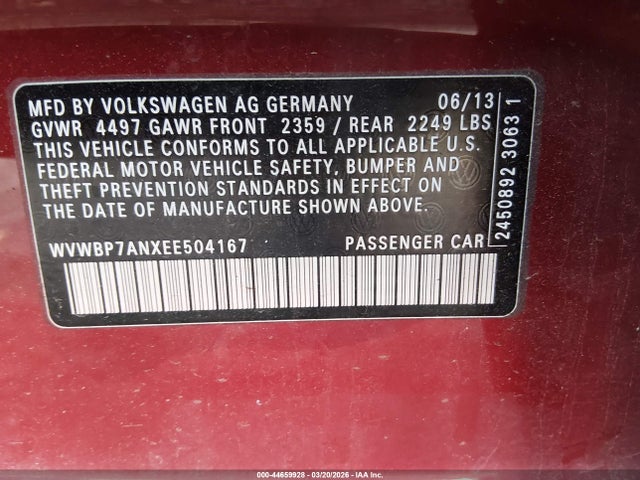 MFD BY VOLKSWAGEN AG GERMANY 06/13
GVWR 4497 GAWR FRONT 2359 / REAR 2249 LBS
THIS VEHICLE CONFORMS TO ALL APPLICABLE U.S.
FEDERAL MOTOR VEHICLE SAFETY, BUMPER AND
THEFT PREVENTION STANDARDS IN EFFECT ON
THE DATE OF MANUFACTURE SHOWN ABOVE.
WVWBP7ANXEE504167 PASSENGER CAR
2450892 3063 1
000-44659928 | 03/20/2026 | IAA Inc.